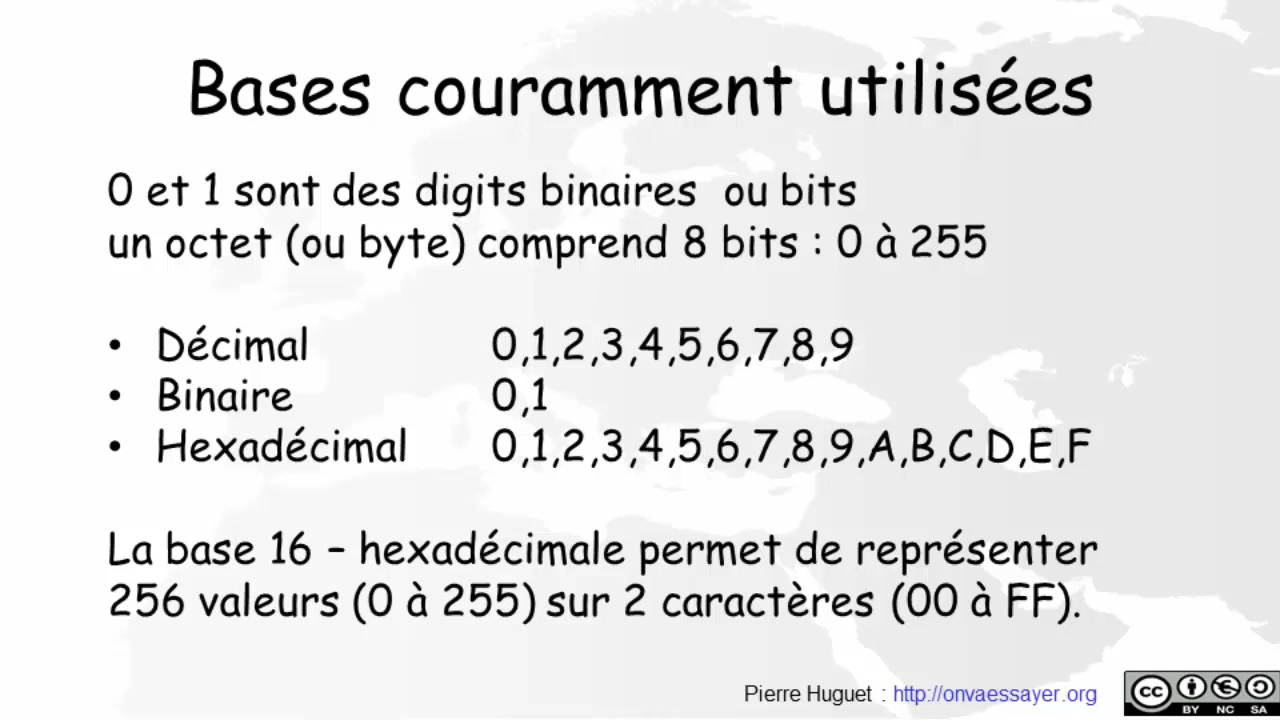 Bases couramment utilisées
0 et 1 sont des digits binaires ou bits
un octet (ou byte) comprend 8 bits : 0 à 255
• Décimal 0,1,2,3,4,5,6,7,8,9
• Binaire 0,1
• Hexadécimal 0,1,2,3,4,5,6,7,8,9,A,B,C,D,E,F
La base 16 – hexadécimale permet de représenter
256 valeurs (0 à 255) sur 2 caractères (00 à FF).
Pierre Huguet : http://onvaessayer.org
cc BY NC SA